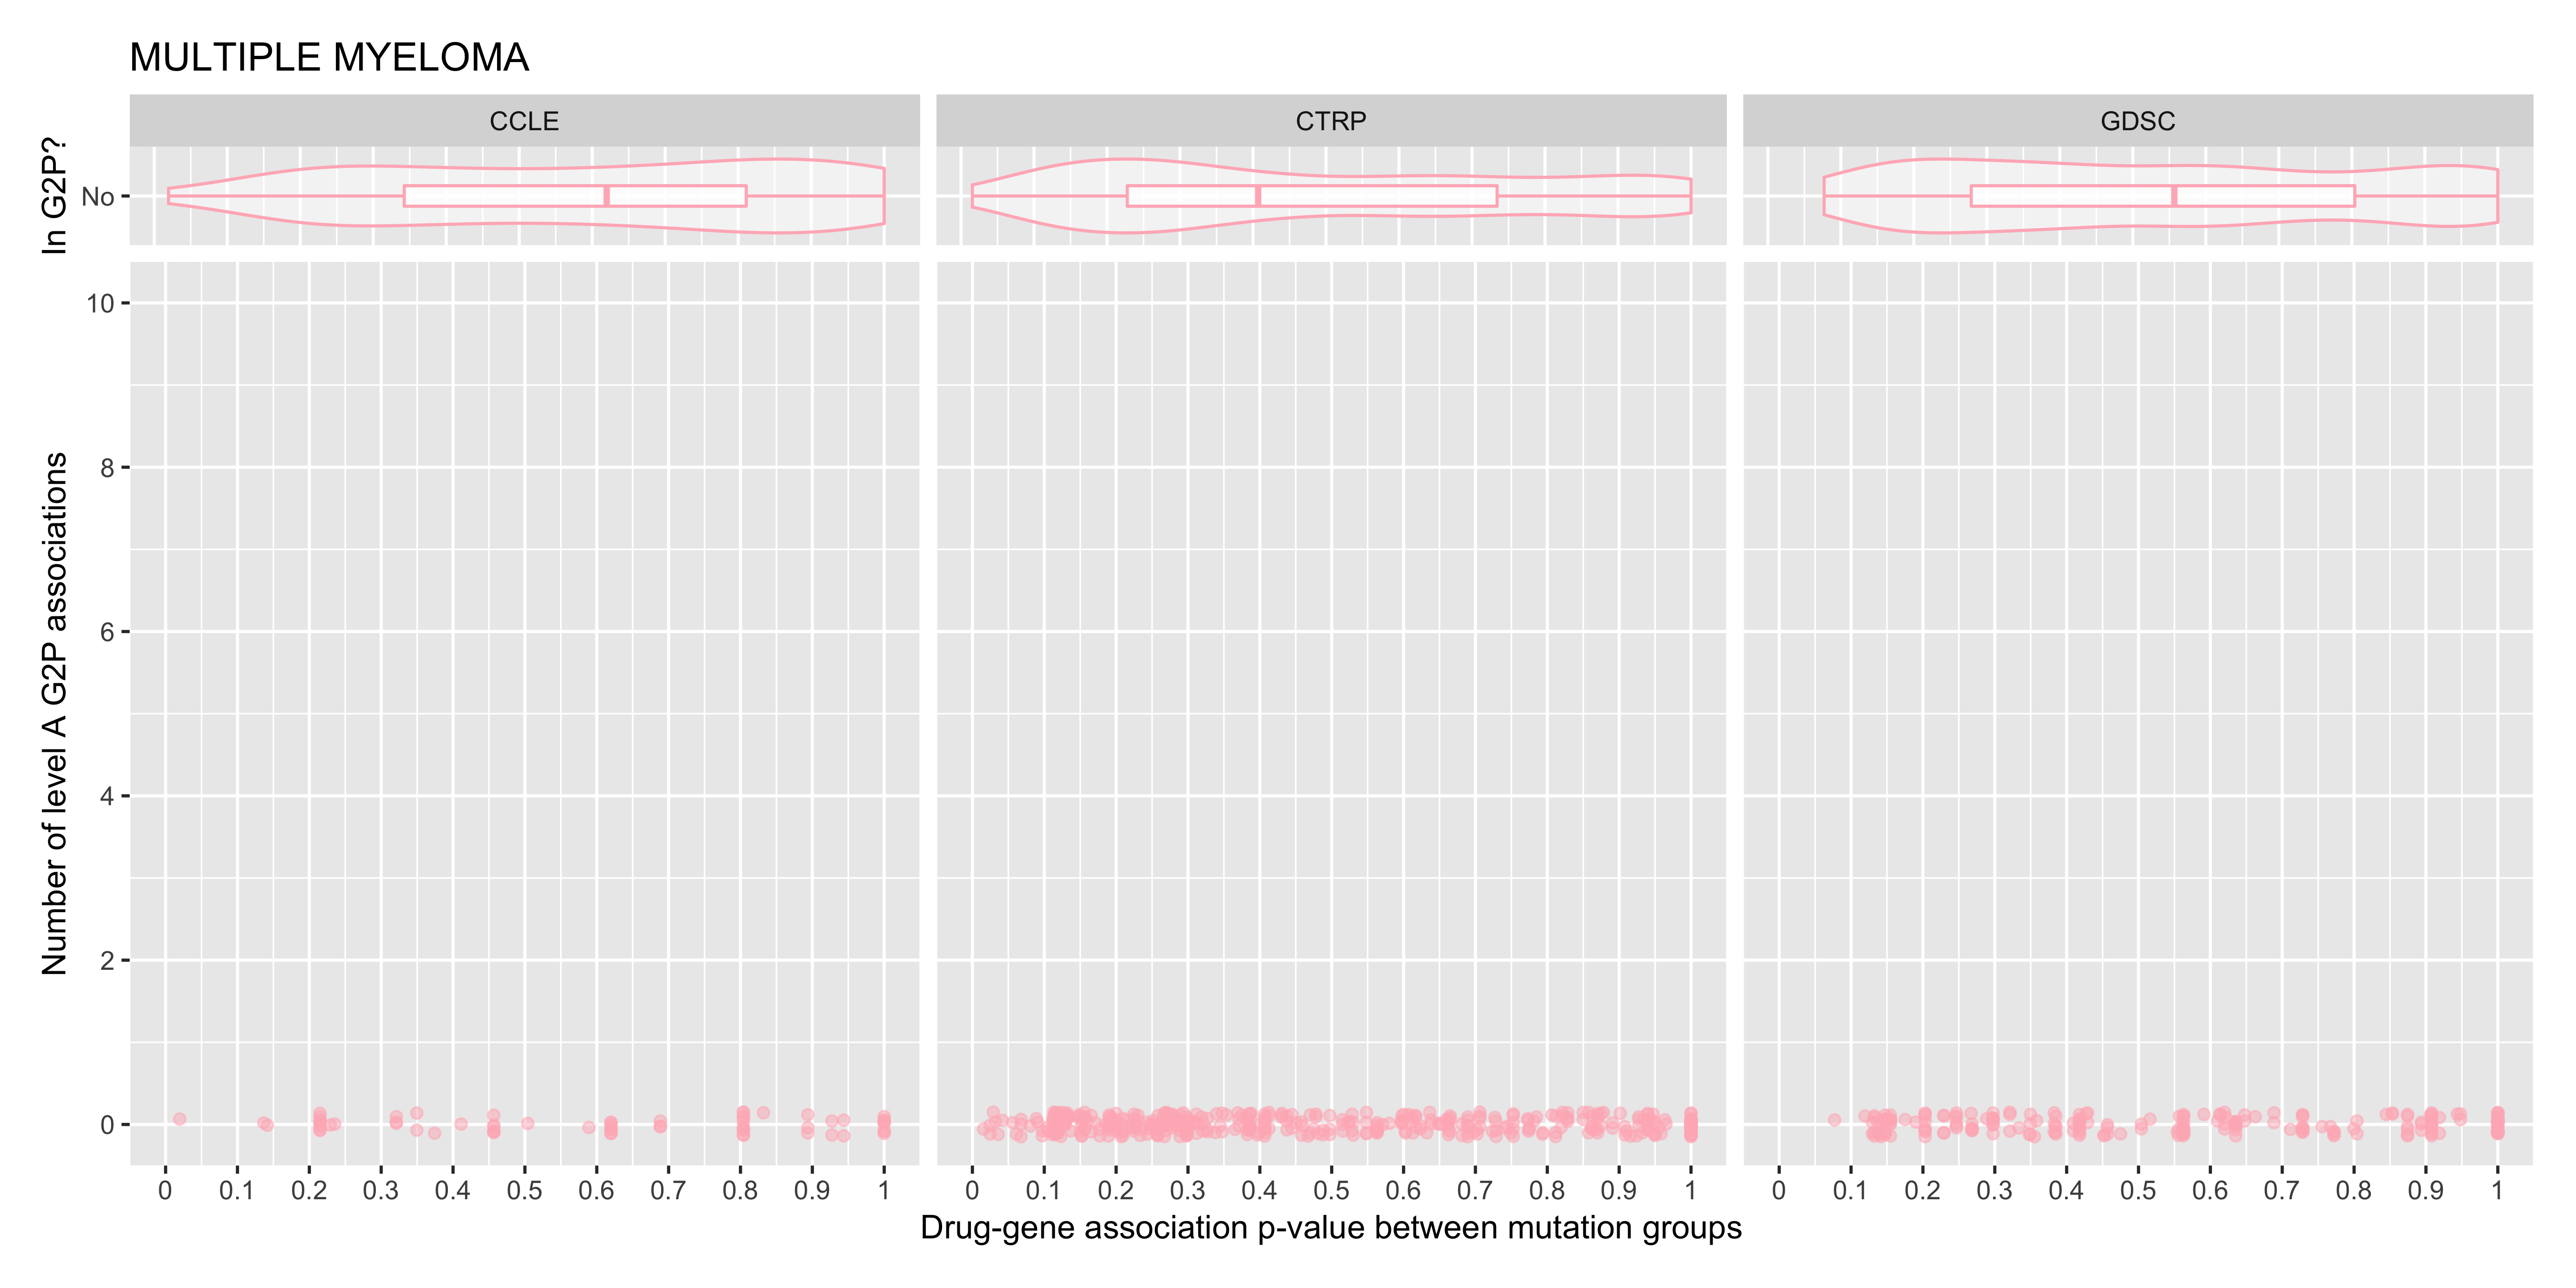 MULTIPLE MYELOMA
CCLE CTRP GDSC
In G2P?
No
Number of level A G2P associations
10
8
6
4
2
0
0 0.1 0.2 0.3 0.4 0.5 0.6 0.7 0.8 0.9 1 0 0.1 0.2 0.3 0.4 0.5 0.6 0.7 0.8 0.9 1 0 0.1 0.2 0.3 0.4 0.5 0.6 0.7 0.8 0.9 1
Drug-gene association p-value between mutation groups